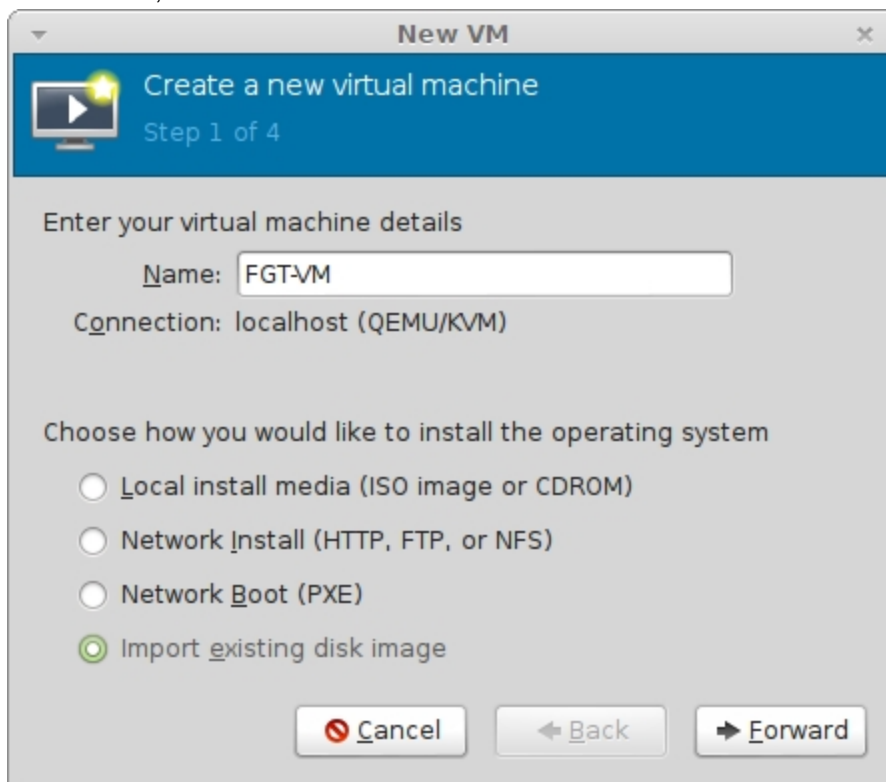 New VM
Create a new virtual machine
Step 1 of 4
Enter your virtual machine details
Name: FGT-VM
Connection: localhost (QEMU/KVM)
Choose how you would like to install the operating system
Local install media (ISO image or CDROM)
Network Install (HTTP, FTP, or NFS)
Network Boot (PXE)
Import existing disk image
Cancel Back Forward